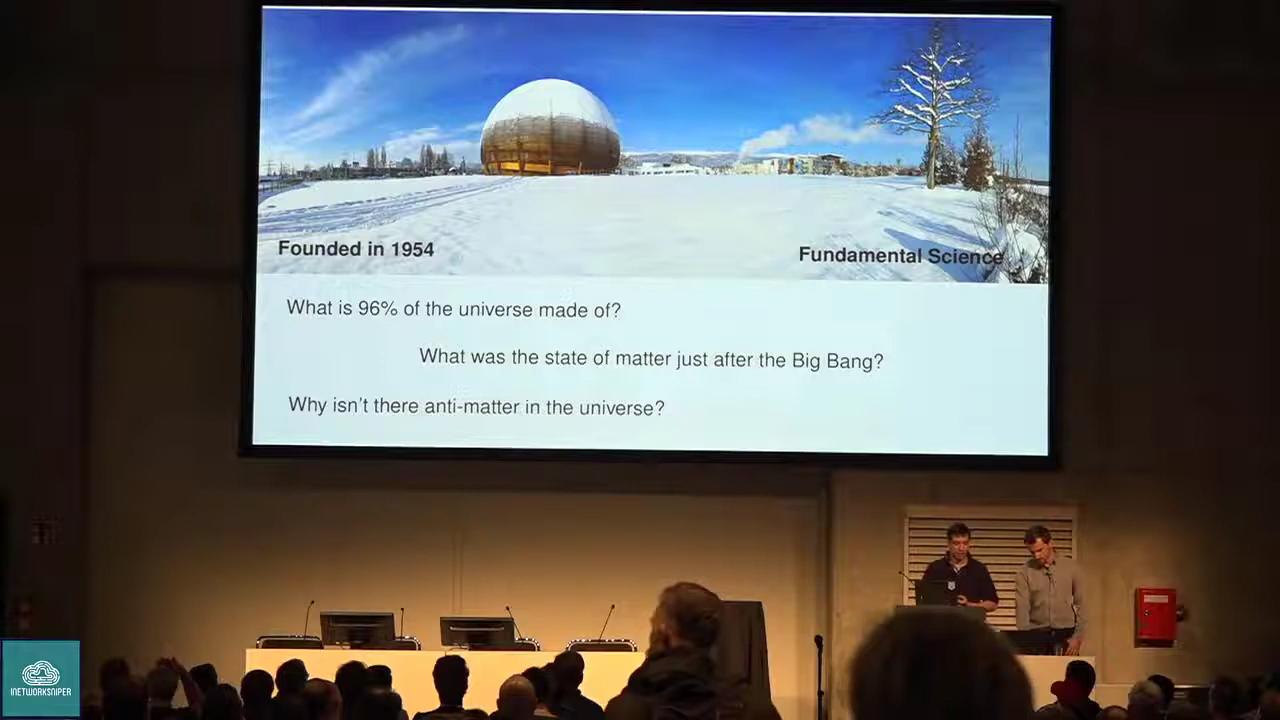 Founded in 1954
Fundamental Science
What is 96% of the universe made of?
What was the state of matter just after the Big Bang?
Why isn't there anti-matter in the universe?
INETWORKSNIPER